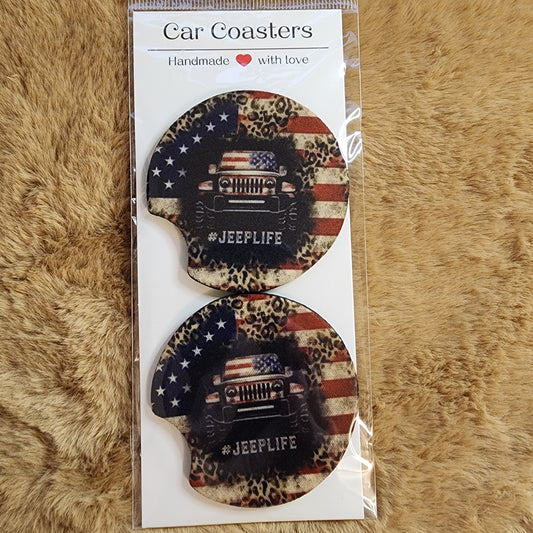 Car Coasters
Handmade ❤ with love
#JEEPLIFE
#JEEPLIFE